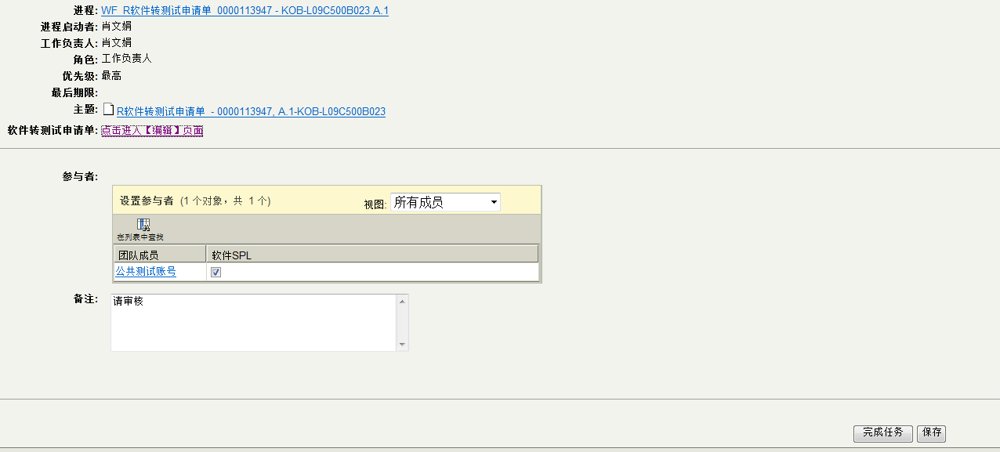 进程: WF_R软件转测试申请单_0000113947 - KOB-L09C500B023 A.1
进程启动者: 肖文娟
工作负责人: 肖文娟
角色: 工作负责人
优先级: 最高
最后期限:
主题: R软件转测试申请单_- 0000113947, A.1-KOB-L09C500B023
软件转测试申请单: 点击进入【编辑】页面
参与者:
设置参与者 (1 个对象，共 1 个) 视图: 所有成员
在列表中查找
团队成员 软件SPL
公共测试账号
备注: 请审核
完成任务 保存